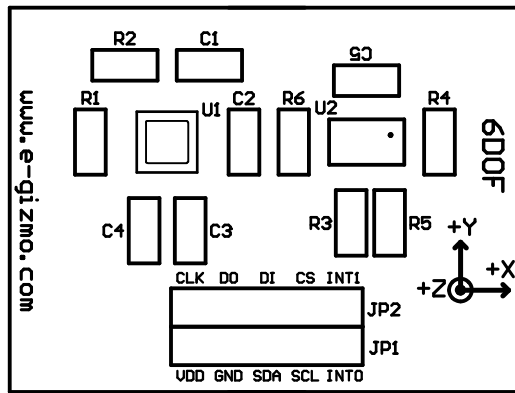 R2 C1 C5
R1 U1 C2 R6 U2 R4
www.e-gizmo.com
6DOF
C4 C3 R3 R5
+Y
+X
+Z
CLK DO DI CS INT1
JP2
JP1
VDD GND SDA SCL INT0